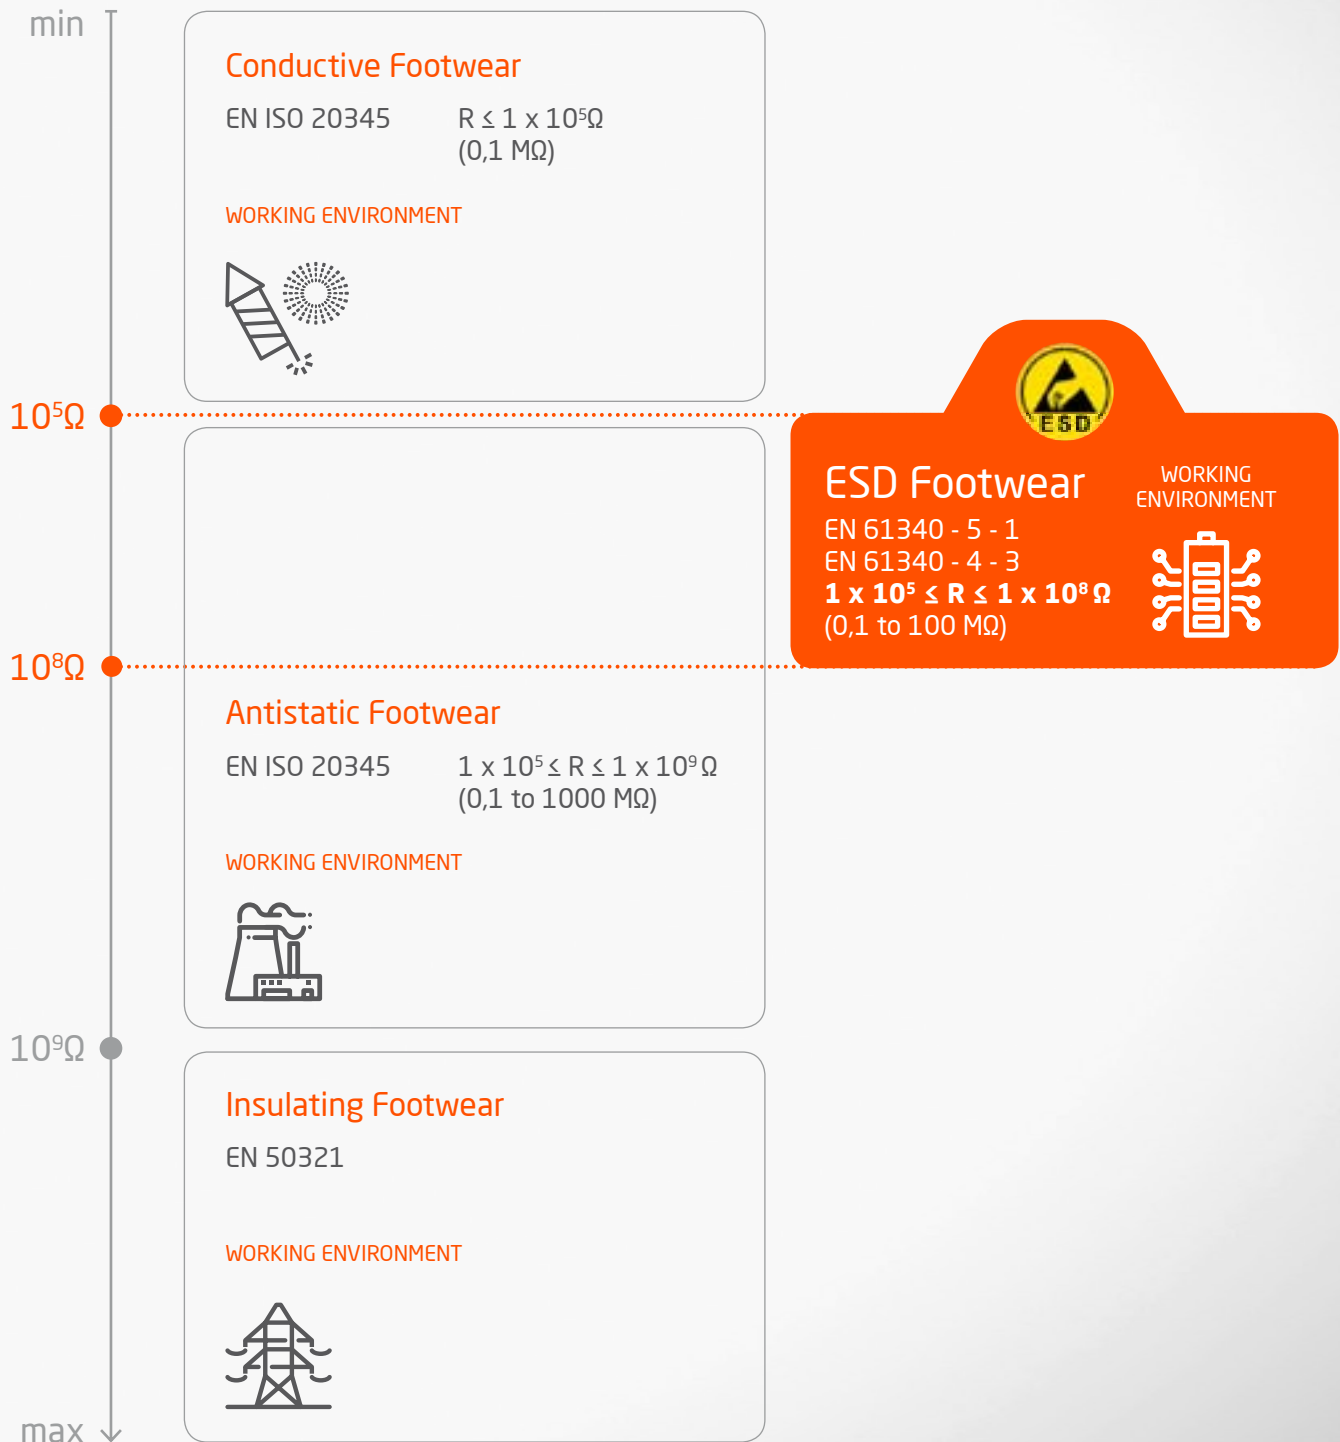 min
Conductive Footwear
EN ISO 20345 R ≤ 1 x 10⁵Ω
(0,1 MΩ)
WORKING ENVIRONMENT
10⁵Ω
ESD
ESD Footwear
WORKING
ENVIRONMENT
EN 61340 - 5 - 1
EN 61340 - 4 - 3
1 x 10⁵ ≤ R ≤ 1 x 10⁸ Ω
(0,1 to 100 MΩ)
10⁸Ω
Antistatic Footwear
EN ISO 20345 1 x 10⁵ ≤ R ≤ 1 x 10⁹ Ω
(0,1 to 1000 MΩ)
WORKING ENVIRONMENT
10⁹Ω
Insulating Footwear
EN 50321
WORKING ENVIRONMENT
max